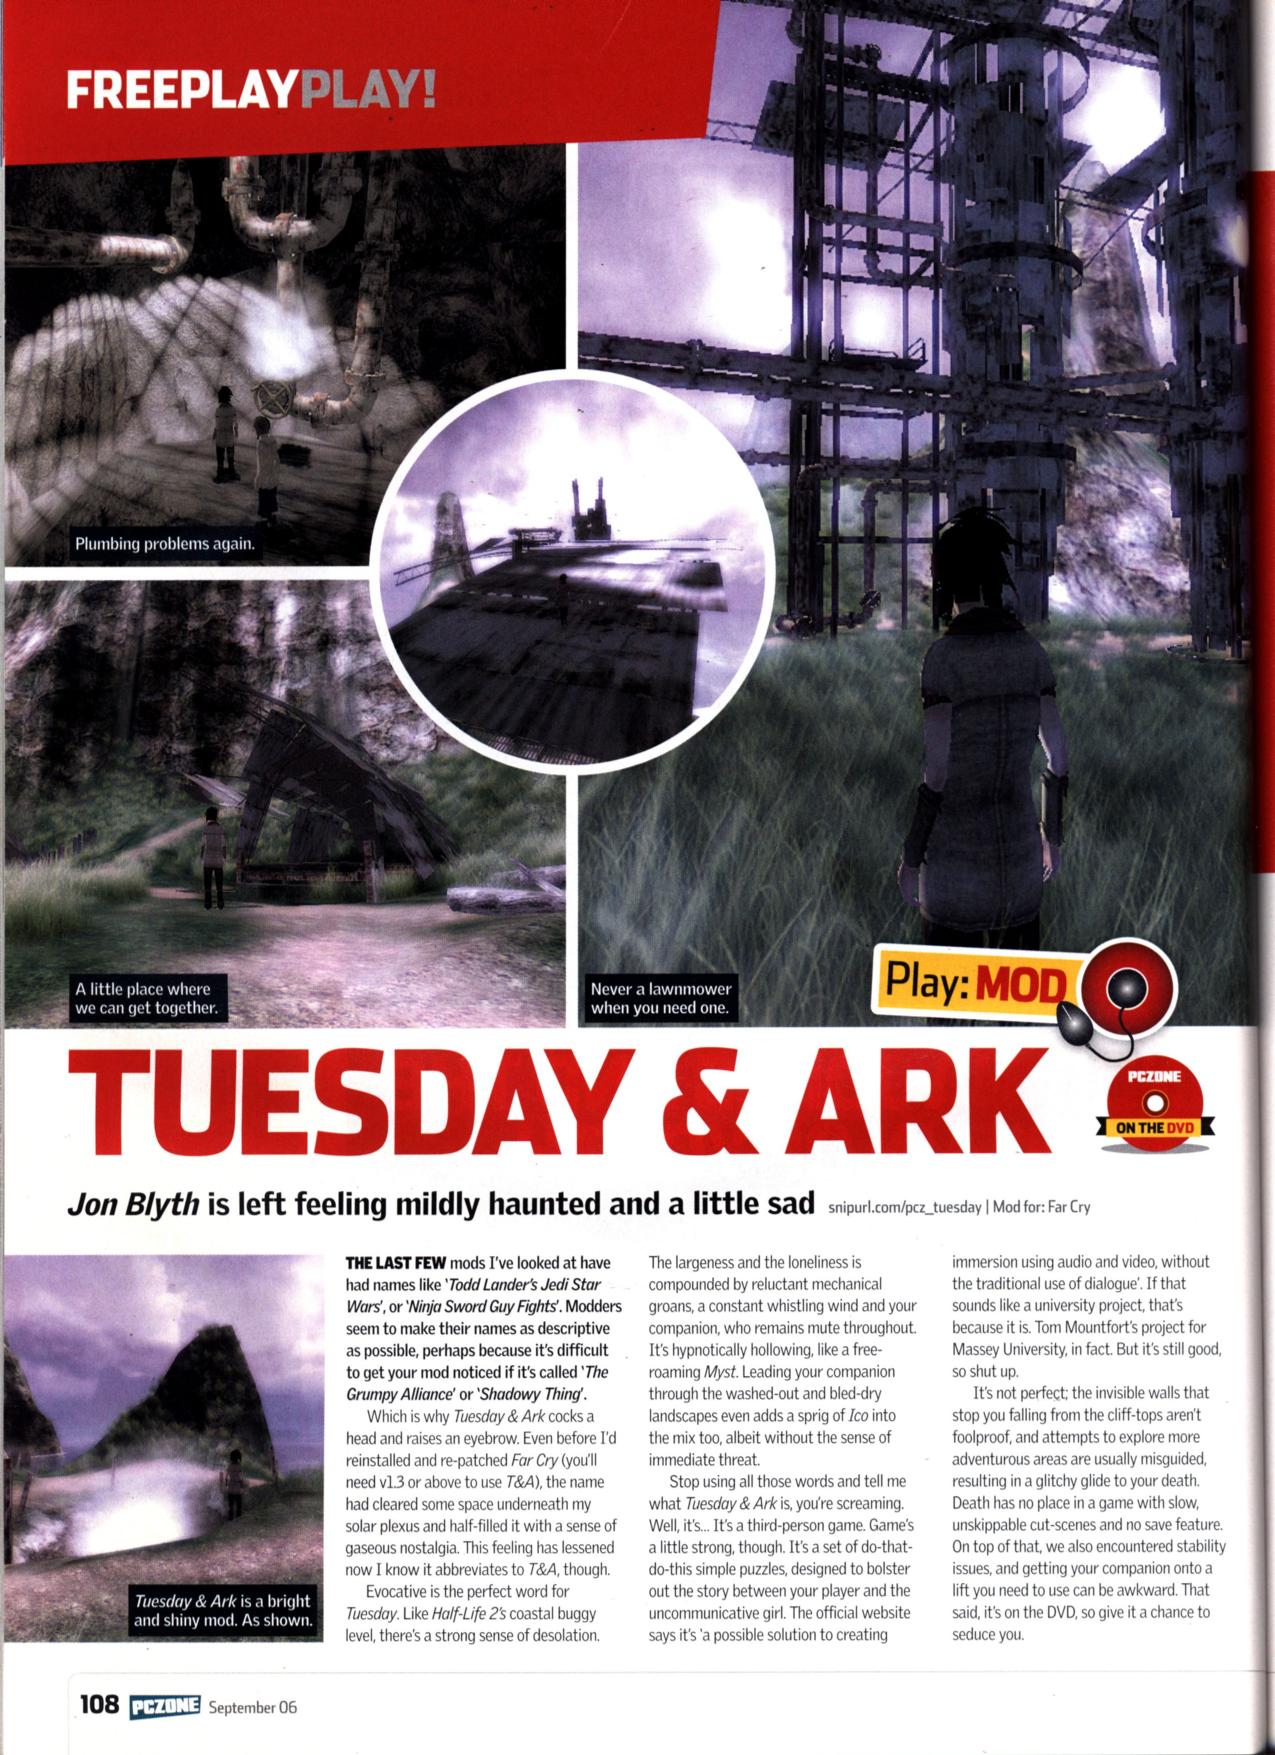 FREEPLAYPLAY!
Plumbing problems again.
A little place where
we can get together.
Never a lawnmower
when you need one.
Play: MOD
TUESDAY & ARK
PCZONE
ON THE DVD
Jon Blyth is left feeling mildly haunted and a little sad snipurl.com/pcz_tuesday | Mod for: Far Cry
Tuesday & Ark is a bright
and shiny mod. As shown.
THE LAST FEW mods I've looked at have
had names like 'Todd Lander's Jedi Star
Wars', or 'Ninja Sword Guy Fights'. Modders
seem to make their names as descriptive
as possible, perhaps because it's difficult
to get your mod noticed if it's called 'The
Grumpy Alliance' or 'Shadowy Thing'.
Which is why Tuesday & Ark cocks a
head and raises an eyebrow. Even before I'd
reinstalled and re-patched Far Cry (you'll
need v1.3 or above to use T&A), the name
had cleared some space underneath my
solar plexus and half-filled it with a sense of
gaseous nostalgia. This feeling has lessened
now I know it abbreviates to T&A, though.
Evocative is the perfect word for
Tuesday. Like Half-Life 2's coastal buggy
level, there's a strong sense of desolation.
The largeness and the loneliness is
compounded by reluctant mechanical
groans, a constant whistling wind and your
companion, who remains mute throughout.
It's hypnotically hollowing, like a free-
roaming Myst. Leading your companion
through the washed-out and bled-dry
landscapes even adds a sprig of Ico into
the mix too, albeit without the sense of
immediate threat.
Stop using all those words and tell me
what Tuesday & Ark is, you're screaming.
Well, it's... It's a third-person game. Game's
a little strong, though. It's a set of do-that-
do-this simple puzzles, designed to bolster
out the story between your player and the
uncommunicative girl. The official website
says it's 'a possible solution to creating
immersion using audio and video, without
the traditional use of dialogue'. If that
sounds like a university project, that's
because it is. Tom Mountfort's project for
Massey University, in fact. But it's still good,
so shut up.
It's not perfect; the invisible walls that
stop you falling from the cliff-tops aren't
foolproof, and attempts to explore more
adventurous areas are usually misguided,
resulting in a glitchy glide to your death.
Death has no place in a game with slow,
unskippable cut-scenes and no save feature.
On top of that, we also encountered stability
issues, and getting your companion onto a
lift you need to use can be awkward. That
said, it's on the DVD, so give it a chance to
seduce you.
108 PCZONE September 06